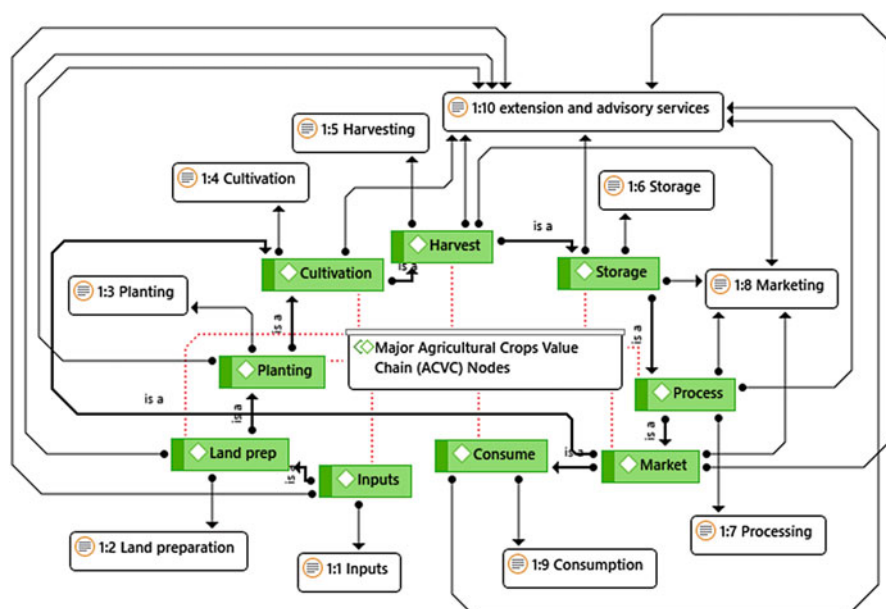 1:10 extension and advisory services
1:5 Harvesting
1:4 Cultivation
1:6 Storage
is a
Harvest
is a
Cultivation
Storage
1:3 Planting
1:8 Marketing
is a
is a
Major Agricultural Crops Value
Chain (ACVC) Nodes
Planting
Process
is a
is a
is a
Land prep
Consume
is a
Market
is a
Inputs
1:2 Land preparation
1:1 Inputs
1:9 Consumption
1:7 Processing